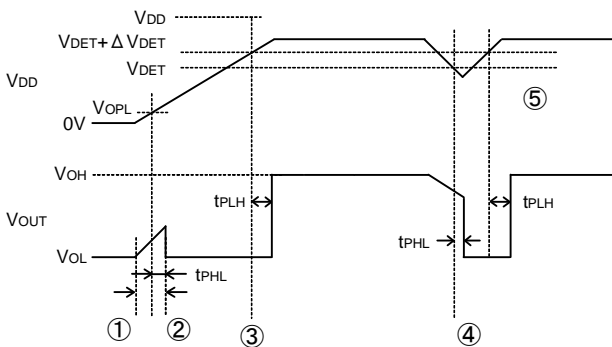 VDD
VDET+ΔVDET
VDET
VDD
VOPL
0V
⑤
VOH
tPLH
tPLH
VOUT
tPHL
VOL
tPHL
① ② ③ ④